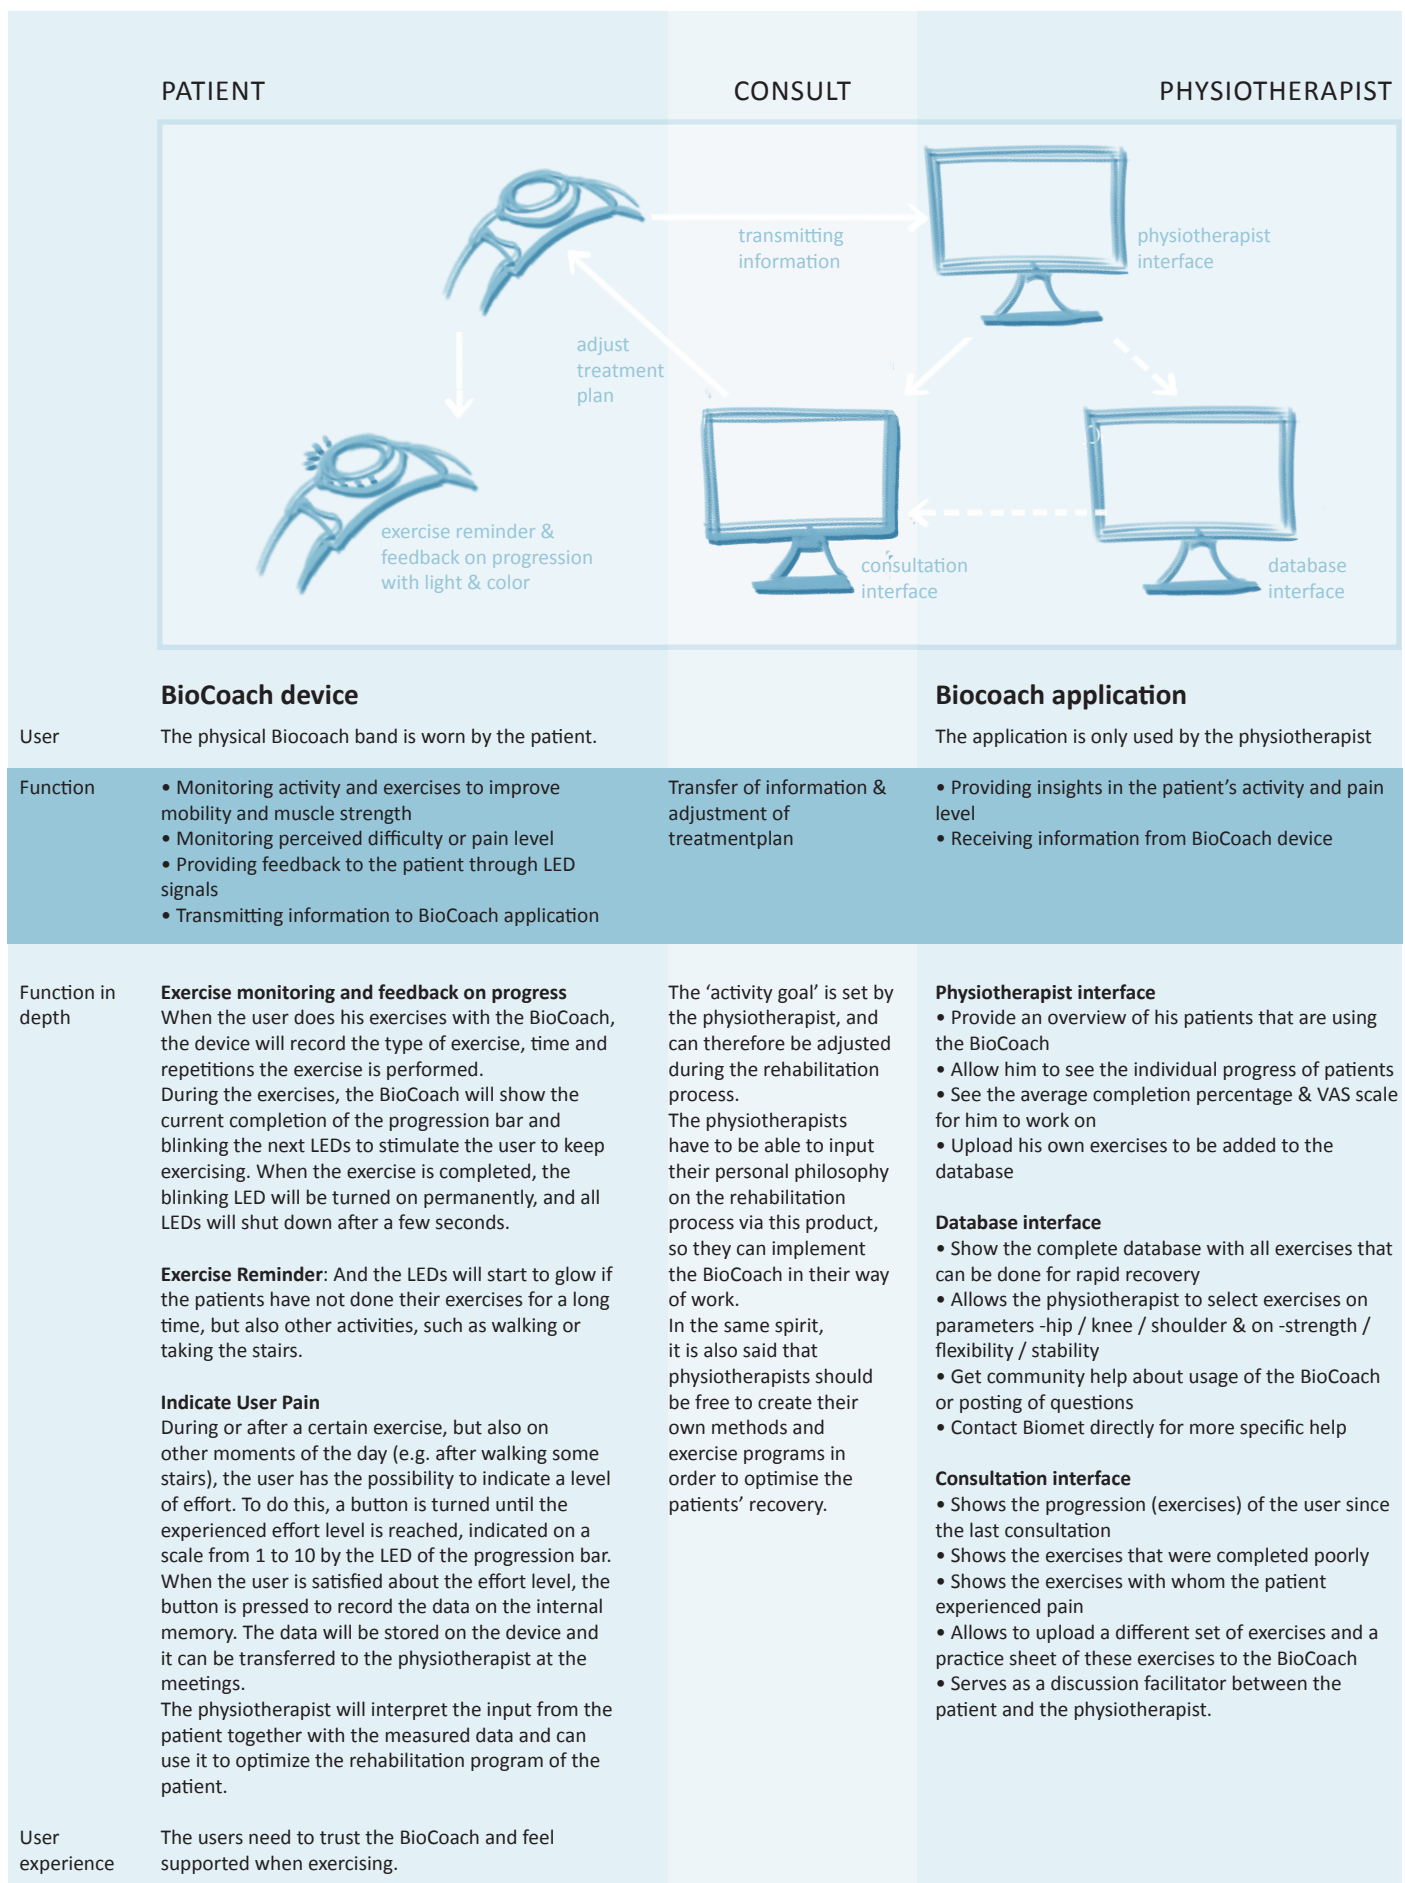 PATIENT
CONSULT
PHYSIOTHERAPIST
transmitting
information
physiotherapist
interface
adjust
treatment
plan
exercise reminder &
feedback on progression
with light & color
consultation
interface
database
interface
BioCoach device
Biocoach application
User
The physical Biocoach band is worn by the patient.
The application is only used by the physiotherapist
Function
• Monitoring activity and exercises to improve
mobility and muscle strength
• Monitoring perceived difficulty or pain level
• Providing feedback to the patient through LED
signals
• Transmitting information to BioCoach application
Transfer of information &
adjustment of
treatmentplan
• Providing insights in the patient's activity and pain
level
• Receiving information from BioCoach device
Function in
depth
Exercise monitoring and feedback on progress
When the user does his exercises with the BioCoach,
the device will record the type of exercise, time and
repetitions the exercise is performed.
During the exercises, the BioCoach will show the
current completion of the progression bar and
blinking the next LEDs to stimulate the user to keep
exercising. When the exercise is completed, the
blinking LED will be turned on permanently, and all
LEDs will shut down after a few seconds.
Exercise Reminder: And the LEDs will start to glow if
the patients have not done their exercises for a long
time, but also other activities, such as walking or
taking the stairs.
Indicate User Pain
During or after a certain exercise, but also on
other moments of the day (e.g. after walking some
stairs), the user has the possibility to indicate a level
of effort. To do this, a button is turned until the
experienced effort level is reached, indicated on a
scale from 1 to 10 by the LED of the progression bar.
When the user is satisfied about the effort level, the
button is pressed to record the data on the internal
memory. The data will be stored on the device and
it can be transferred to the physiotherapist at the
meetings.
The physiotherapist will interpret the input from the
patient together with the measured data and can
use it to optimize the rehabilitation program of the
patient.
The 'activity goal' is set by
the physiotherapist, and
can therefore be adjusted
during the rehabilitation
process.
The physiotherapists
have to be able to input
their personal philosophy
on the rehabilitation
process via this product,
so they can implement
the BioCoach in their way
of work.
In the same spirit,
it is also said that
physiotherapists should
be free to create their
own methods and
exercise programs in
order to optimise the
patients' recovery.
Physiotherapist interface
• Provide an overview of his patients that are using
the BioCoach
• Allow him to see the individual progress of patients
• See the average completion percentage & VAS scale
for him to work on
• Upload his own exercises to be added to the
database
Database interface
• Show the complete database with all exercises that
can be done for rapid recovery
• Allows the physiotherapist to select exercises on
parameters -hip / knee / shoulder & on -strength /
flexibility / stability
• Get community help about usage of the BioCoach
or posting of questions
• Contact Biomet directly for more specific help
Consultation interface
• Shows the progression (exercises) of the user since
the last consultation
• Shows the exercises that were completed poorly
• Shows the exercises with whom the patient
experienced pain
• Allows to upload a different set of exercises and a
practice sheet of these exercises to the BioCoach
• Serves as a discussion facilitator between the
patient and the physiotherapist.
User
experience
The users need to trust the BioCoach and feel
supported when exercising.